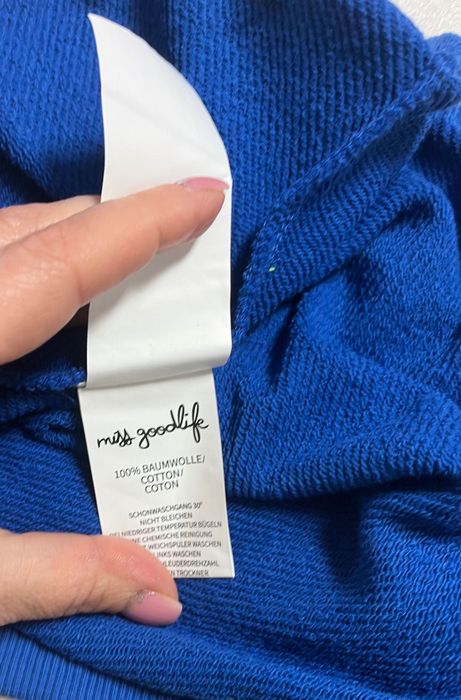 miss goodlife
100% BAUMWOLLE/
COTTON/
COTON
SCHONWASCHGANG 30°
NICHT BLEICHEN
NIEDRIGER TEMPERATUR BÜGELN
CHEMISCHE REINIGUNG
WEICHSPÜLER WASCHEN
LINKS WASCHEN
TROCKNER